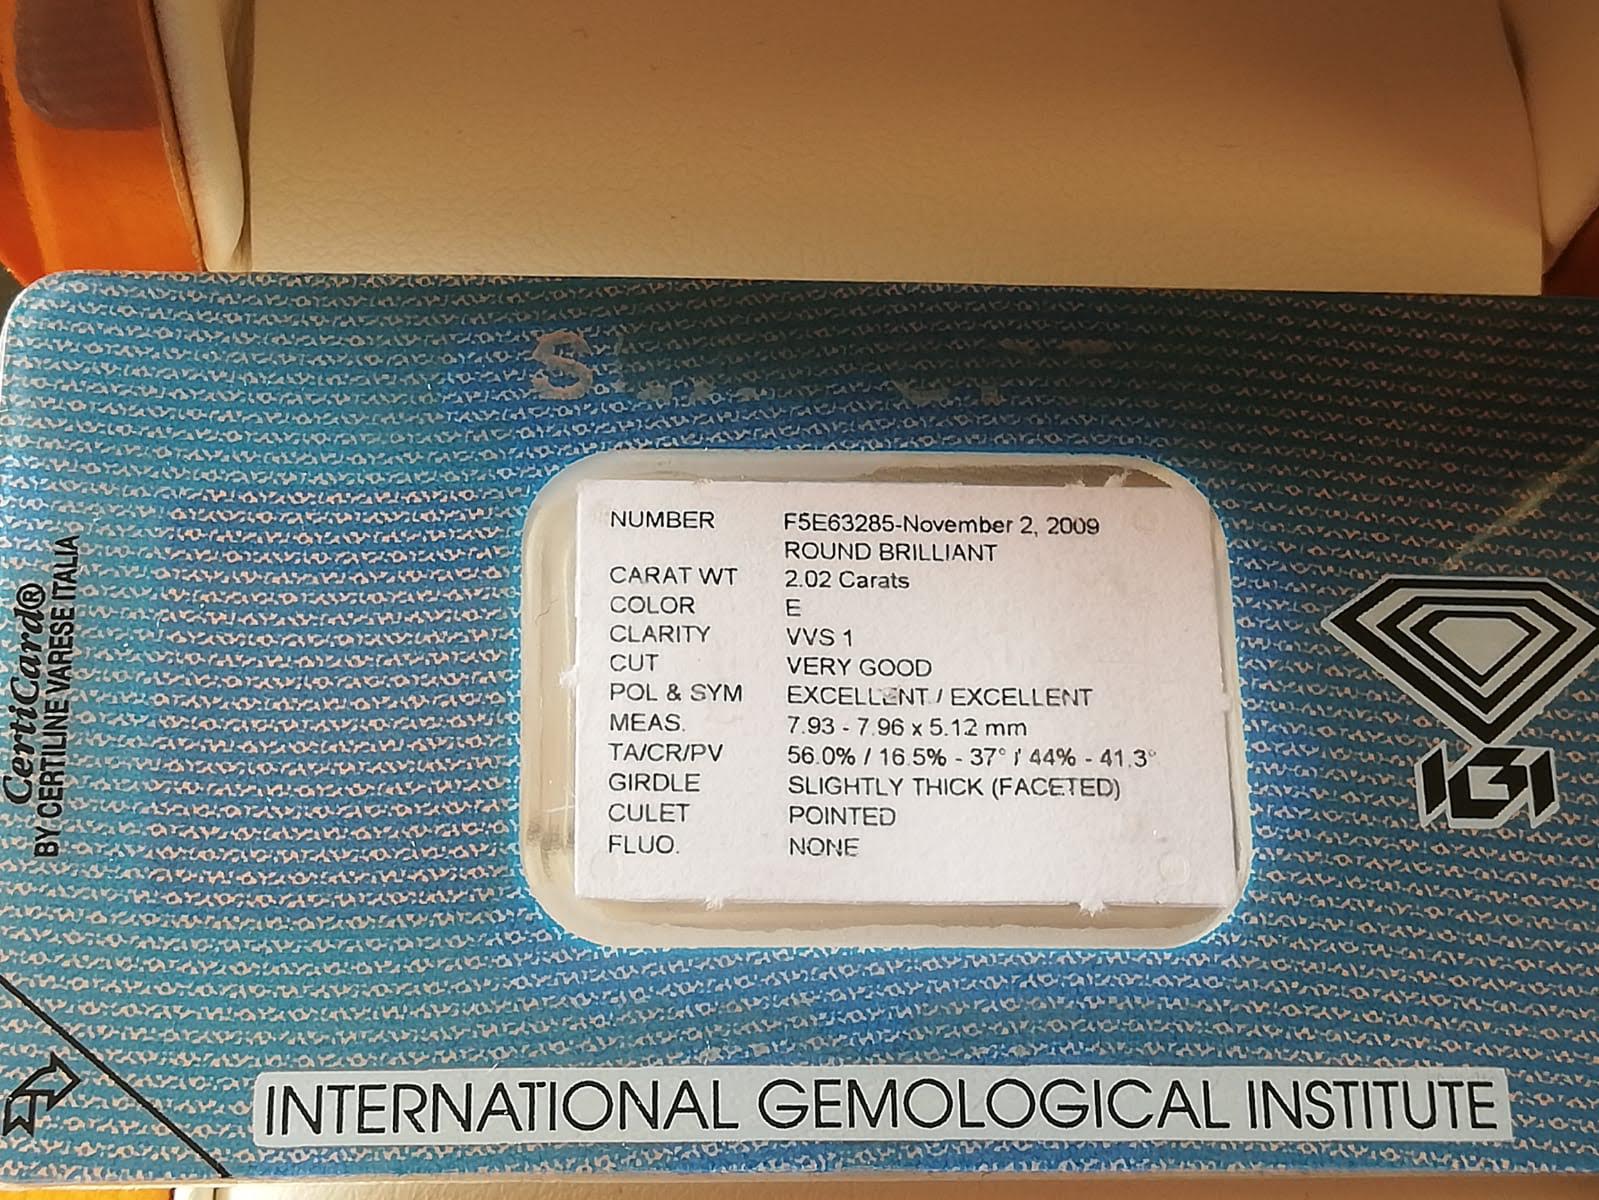 NUMBER F5E63285-November 2, 2009
ROUND BRILLIANT
CARAT WT 2.02 Carats
COLOR E
CLARITY VVS 1
CUT VERY GOOD
POL & SYM EXCELLENT / EXCELLENT
MEAS. 7.93 - 7.96 x 5.12 mm
TA/CR/PV 56.0% / 16.5% - 37° / 44% - 41.3°
GIRDLE SLIGHTLY THICK (FACETED)
CULET POINTED
FLUO. NONE
CertiCard®
BY CERTILINE VARESE ITALIA
IGI
INTERNATIONAL GEMOLOGICAL INSTITUTE